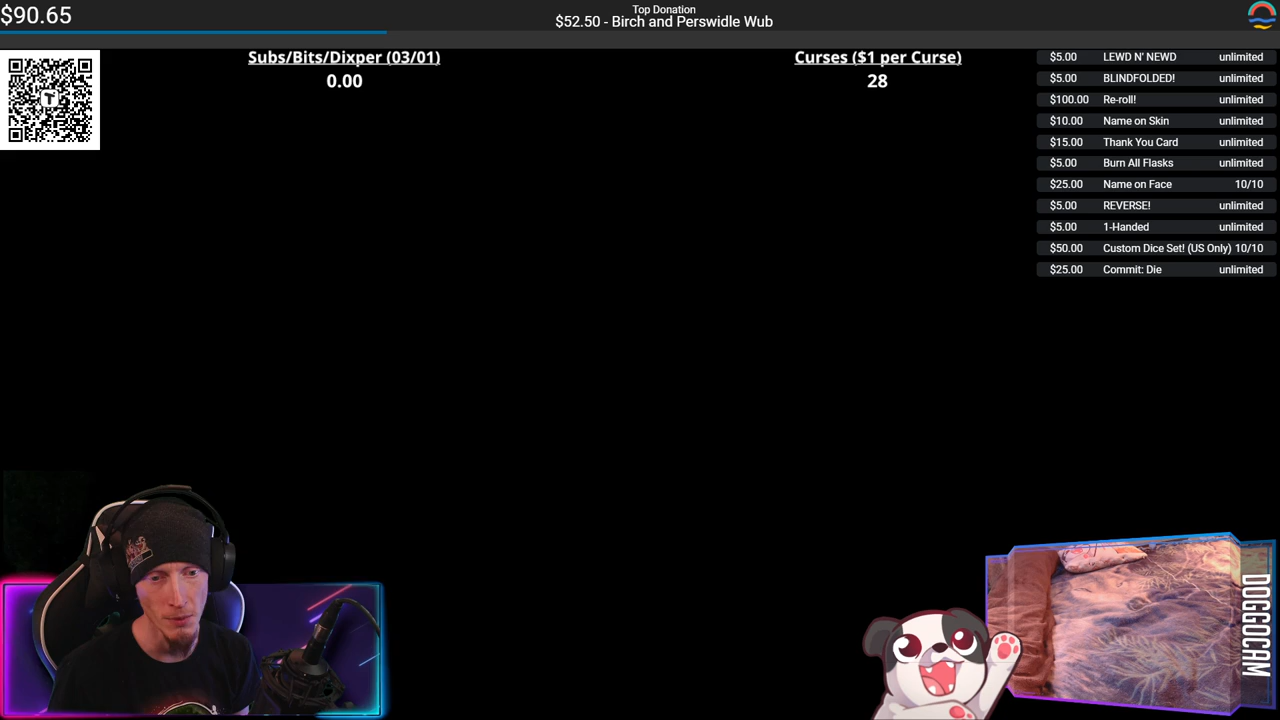 $90.65
Top Donation
$52.50 - Birch and Perswidle Wub
Subs/Bits/Dixper (03/01)
0.00
Curses ($1 per Curse)
28
$5.00 LEWD N' NEWD unlimited
$5.00 BLINDFOLDED! unlimited
$100.00 Re-roll! unlimited
$10.00 Name on Skin unlimited
$15.00 Thank You Card unlimited
$5.00 Burn All Flasks unlimited
$25.00 Name on Face 10/10
$5.00 REVERSE! unlimited
$5.00 1-Handed unlimited
$50.00 Custom Dice Set! (US Only) 10/10
$25.00 Commit: Die unlimited
DOGGOCAM